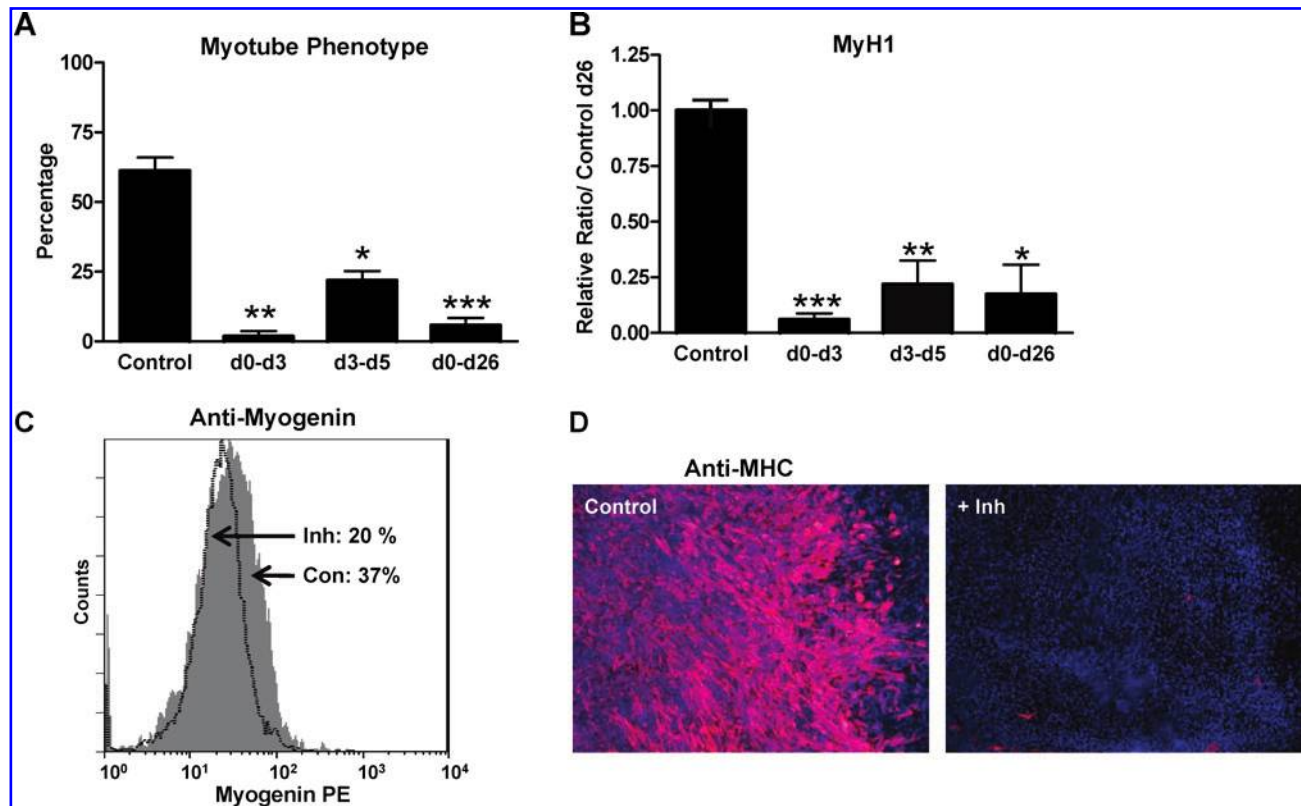 A
Myotube Phenotype
Percentage
100
75
50
25
0
**
*
***
Control d0-d3 d3-d5 d0-d26
B
MyH1
Relative Ratio/ Control d26
1.25
1.00
0.75
0.50
0.25
0.00
***
**
*
Control d0-d3 d3-d5 d0-d26
C
Anti-Myogenin
Counts
Inh: 20 %
Con: 37%
10⁰ 10¹ 10² 10³ 10⁴
Myogenin PE
D
Anti-MHC
Control
+ Inh